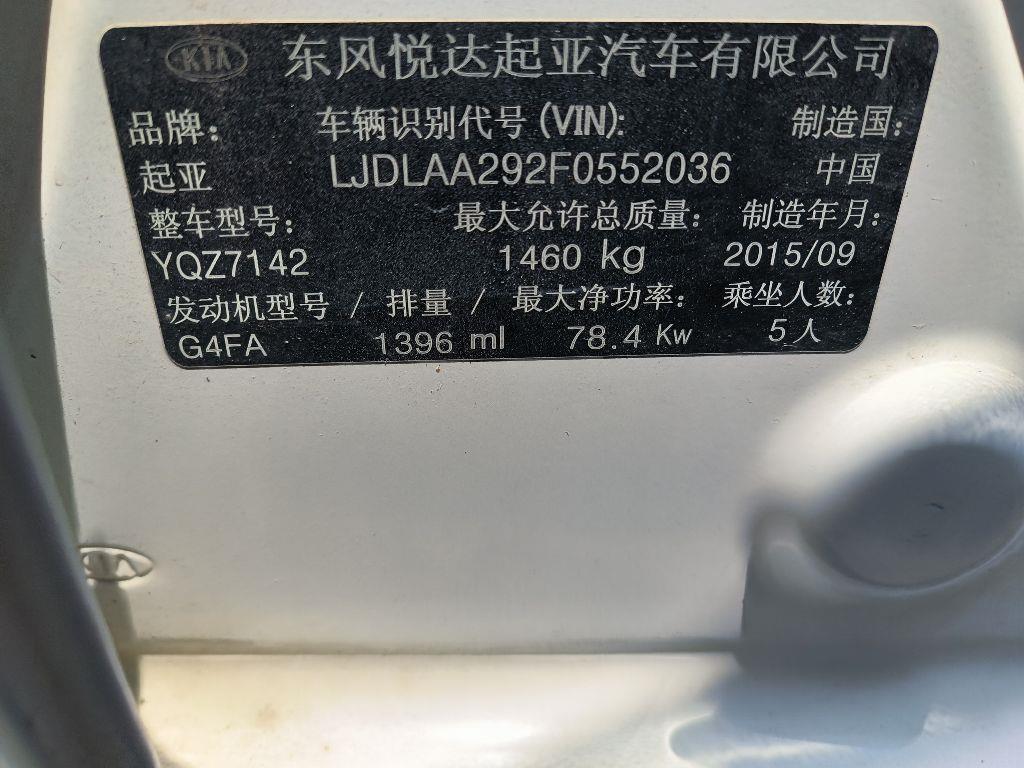 KIA 东风悦达起亚汽车有限公司
品牌: 车辆识别代号(VIN): 制造国:
起亚 LJDLAA292F0552036 中国
整车型号: 最大允许总质量: 制造年月:
YQZ7142 1460 kg 2015/09
发动机型号 / 排量 / 最大净功率: 乘坐人数:
G4FA 1396 ml 78.4 Kw 5人